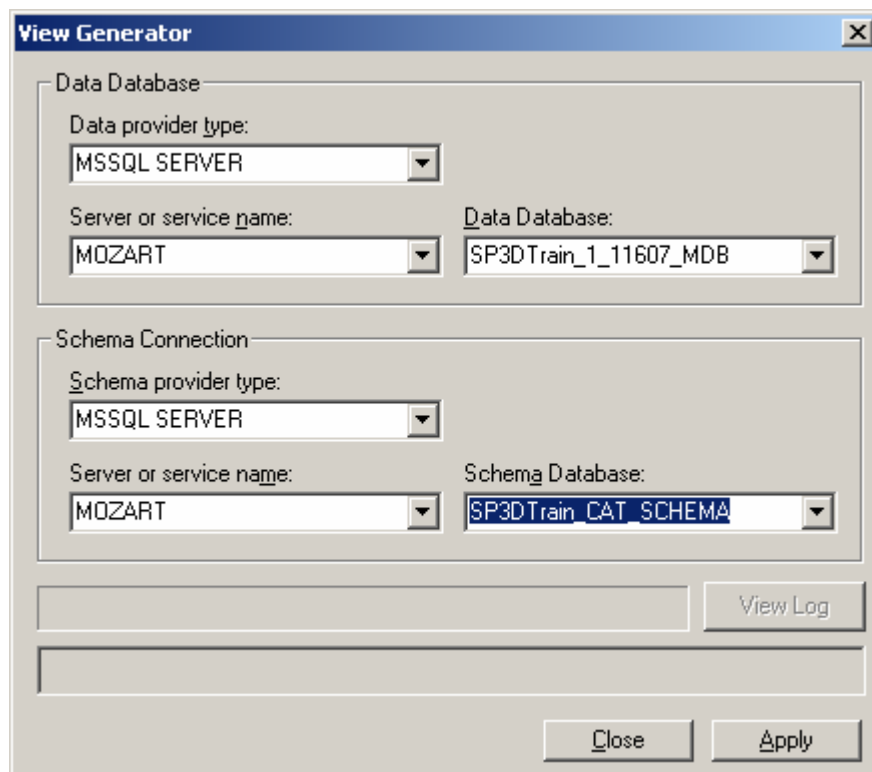 View Generator
Data Database
Data provider type:
MSSQL SERVER
Server or service name:
Data Database:
MOZART
SP3DTrain_1_11607_MDB
Schema Connection
Schema provider type:
MSSQL SERVER
Server or service name:
Schema Database:
MOZART
SP3DTrain_CAT_SCHEMA
View Log
Close
Apply